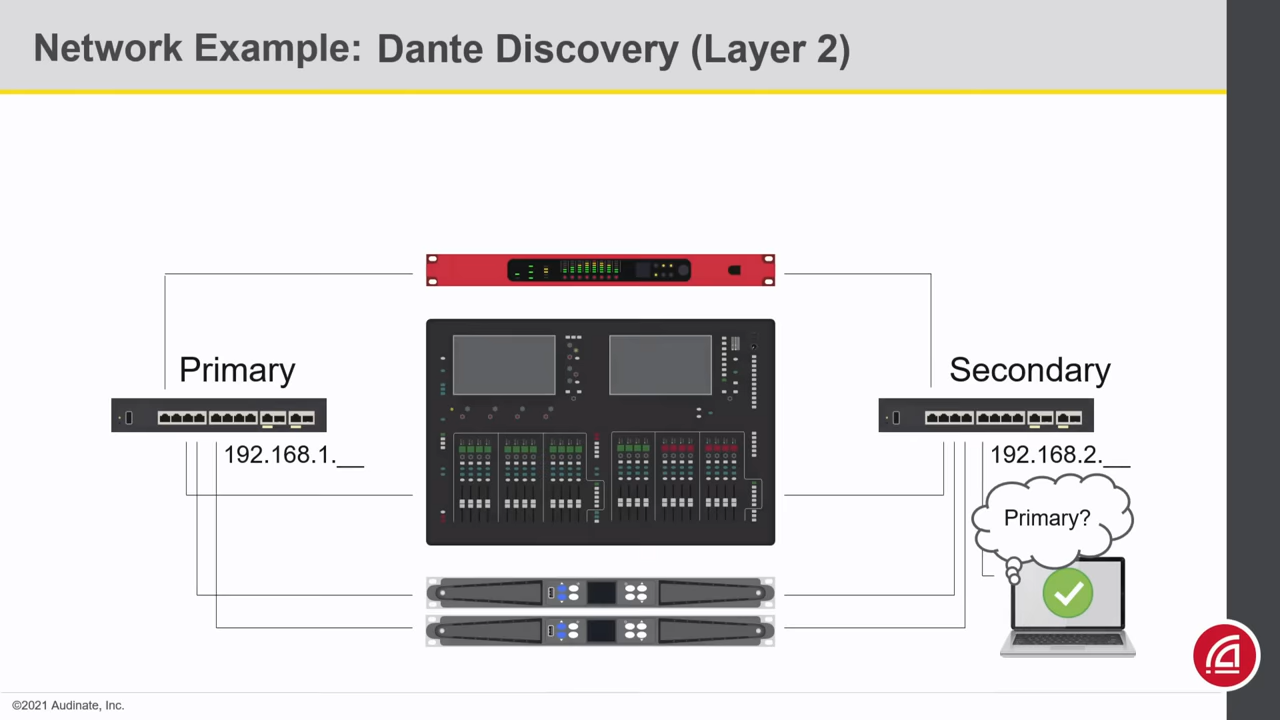 Network Example: Dante Discovery (Layer 2)
Primary
Secondary
192.168.1.__
192.168.2.__
Primary?
©2021 Audinate, Inc.